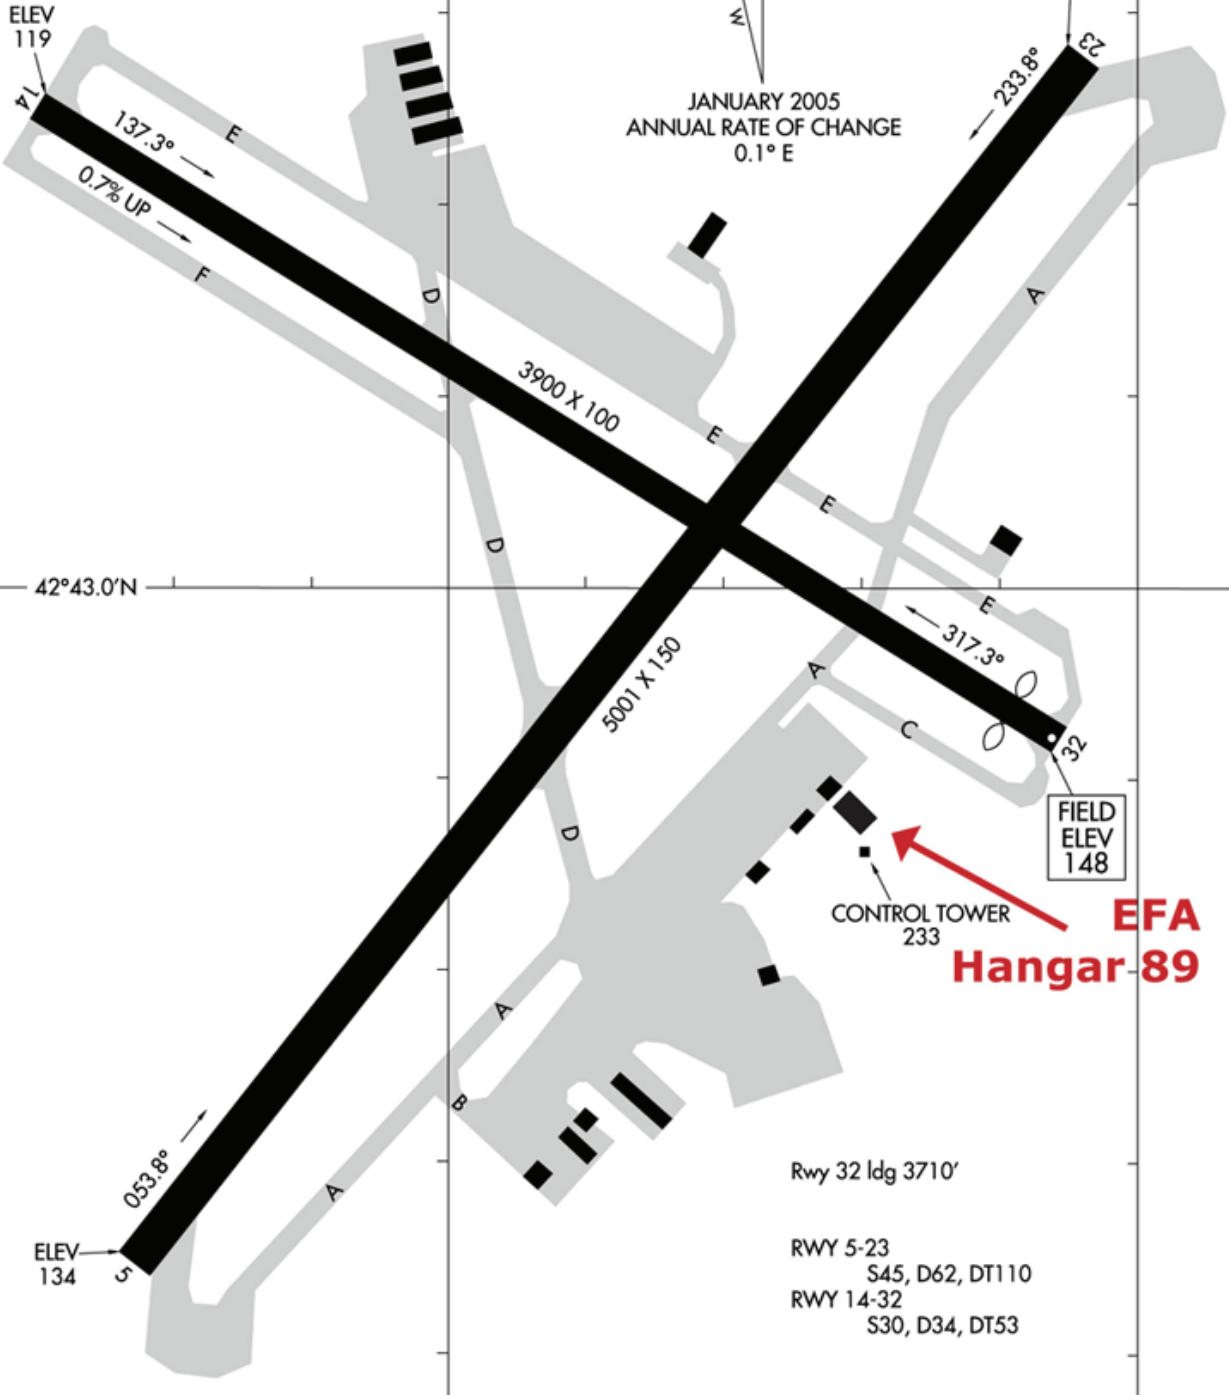 ELEV
119
W
23
233.8°
JANUARY 2005
ANNUAL RATE OF CHANGE
0.1° E
14
137.3°
E
0.7% UP
F
D
A
3900 X 100
E
E
D
42°43.0'N
E
317.3°
5001 X 150
A
C
32
FIELD
ELEV
148
D
CONTROL TOWER
233
EFA
Hangar 89
A
B
053.8°
A
Rwy 32 ldg 3710'
ELEV
134
5
RWY 5-23
S45, D62, DT110
RWY 14-32
S30, D34, DT53